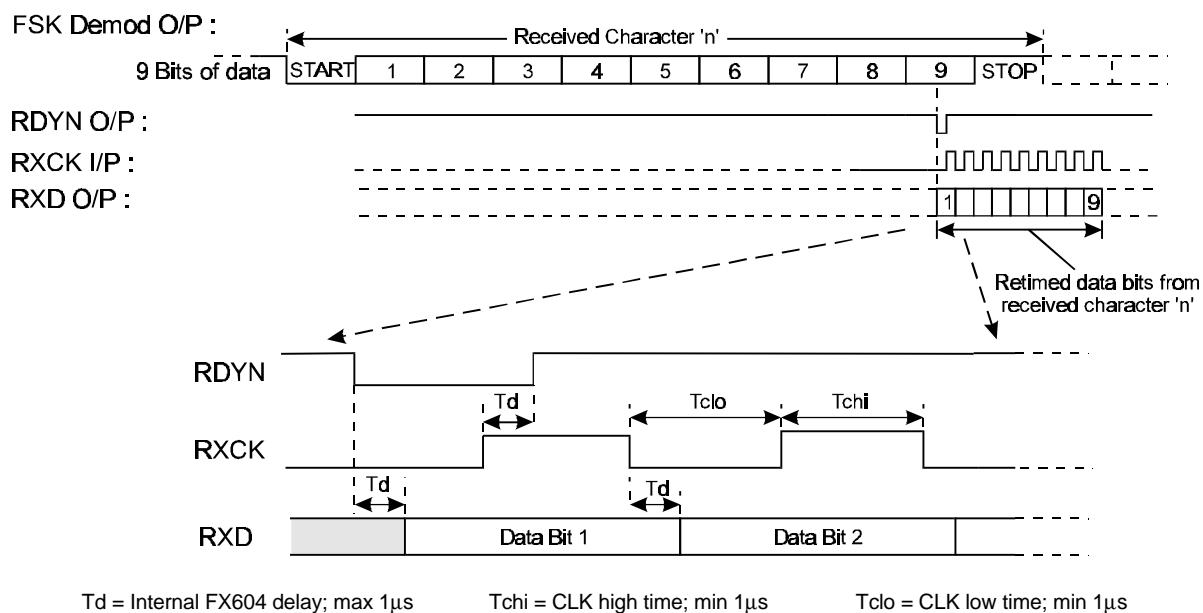 FSK Demod O/P :
Received Character 'n'
9 Bits of data START 1 2 3 4 5 6 7 8 9 STOP
RDYN O/P :
RXCK I/P :
RXD O/P : 1 9
Retimed data bits from
received character 'n'
RDYN
Td Tclo Tchi
RXCK
Td Td
RXD Data Bit 1 Data Bit 2
Td = Internal FX604 delay; max 1μs Tchi = CLK high time; min 1μs Tclo = CLK low time; min 1μs